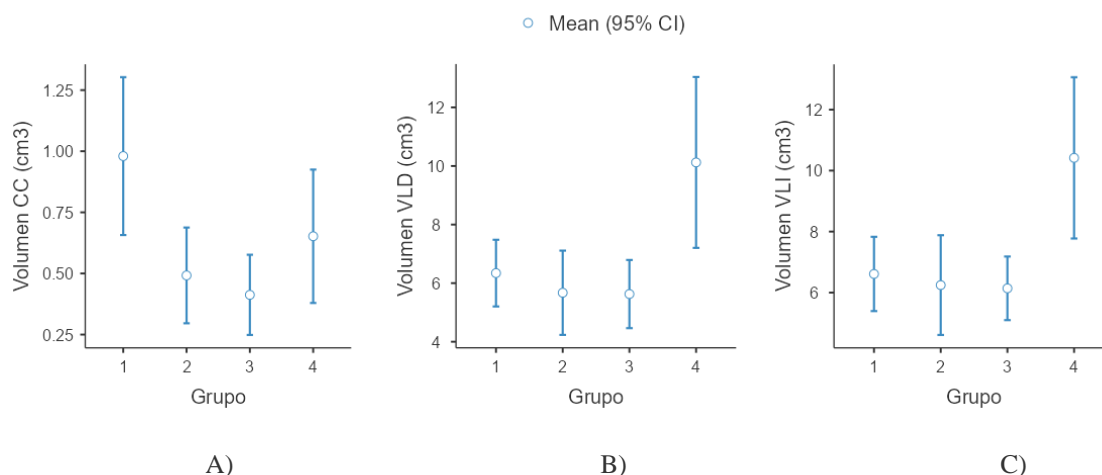 Mean (95% CI)
Volumen CC (cm3)
1.25
1.00
0.75
0.50
0.25
1 2 3 4
Grupo
A)
Volumen VLD (cm3)
12
10
8
6
4
1 2 3 4
Grupo
B)
Volumen VLI (cm3)
12
10
8
6
1 2 3 4
Grupo
C)